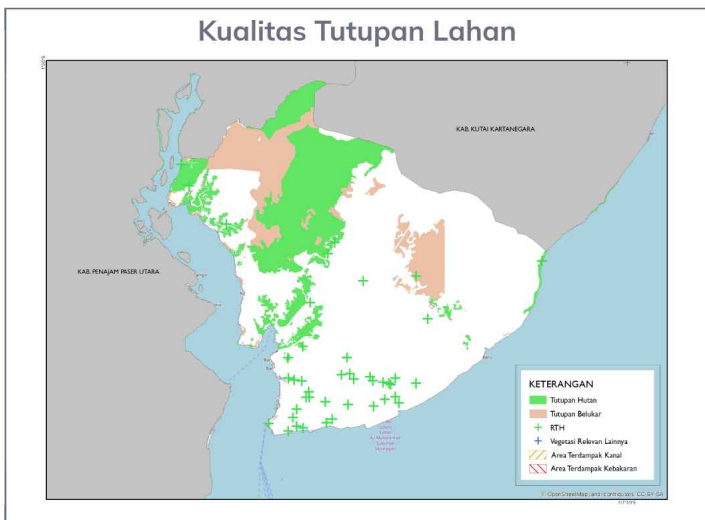 Kualitas Tutupan Lahan
KAB. KUTAI KARTANEGARA
KAB. PENAJAM PASER UTARA
KETERANGAN
Tutupan Hutan
Tutupan Belukar
RTH
Vegetasi Relevan Lainnya
Area Terdampak Kanal
Area Terdampak Kebakaran
© OpenStreetMap and contributors, CC-BY-SA